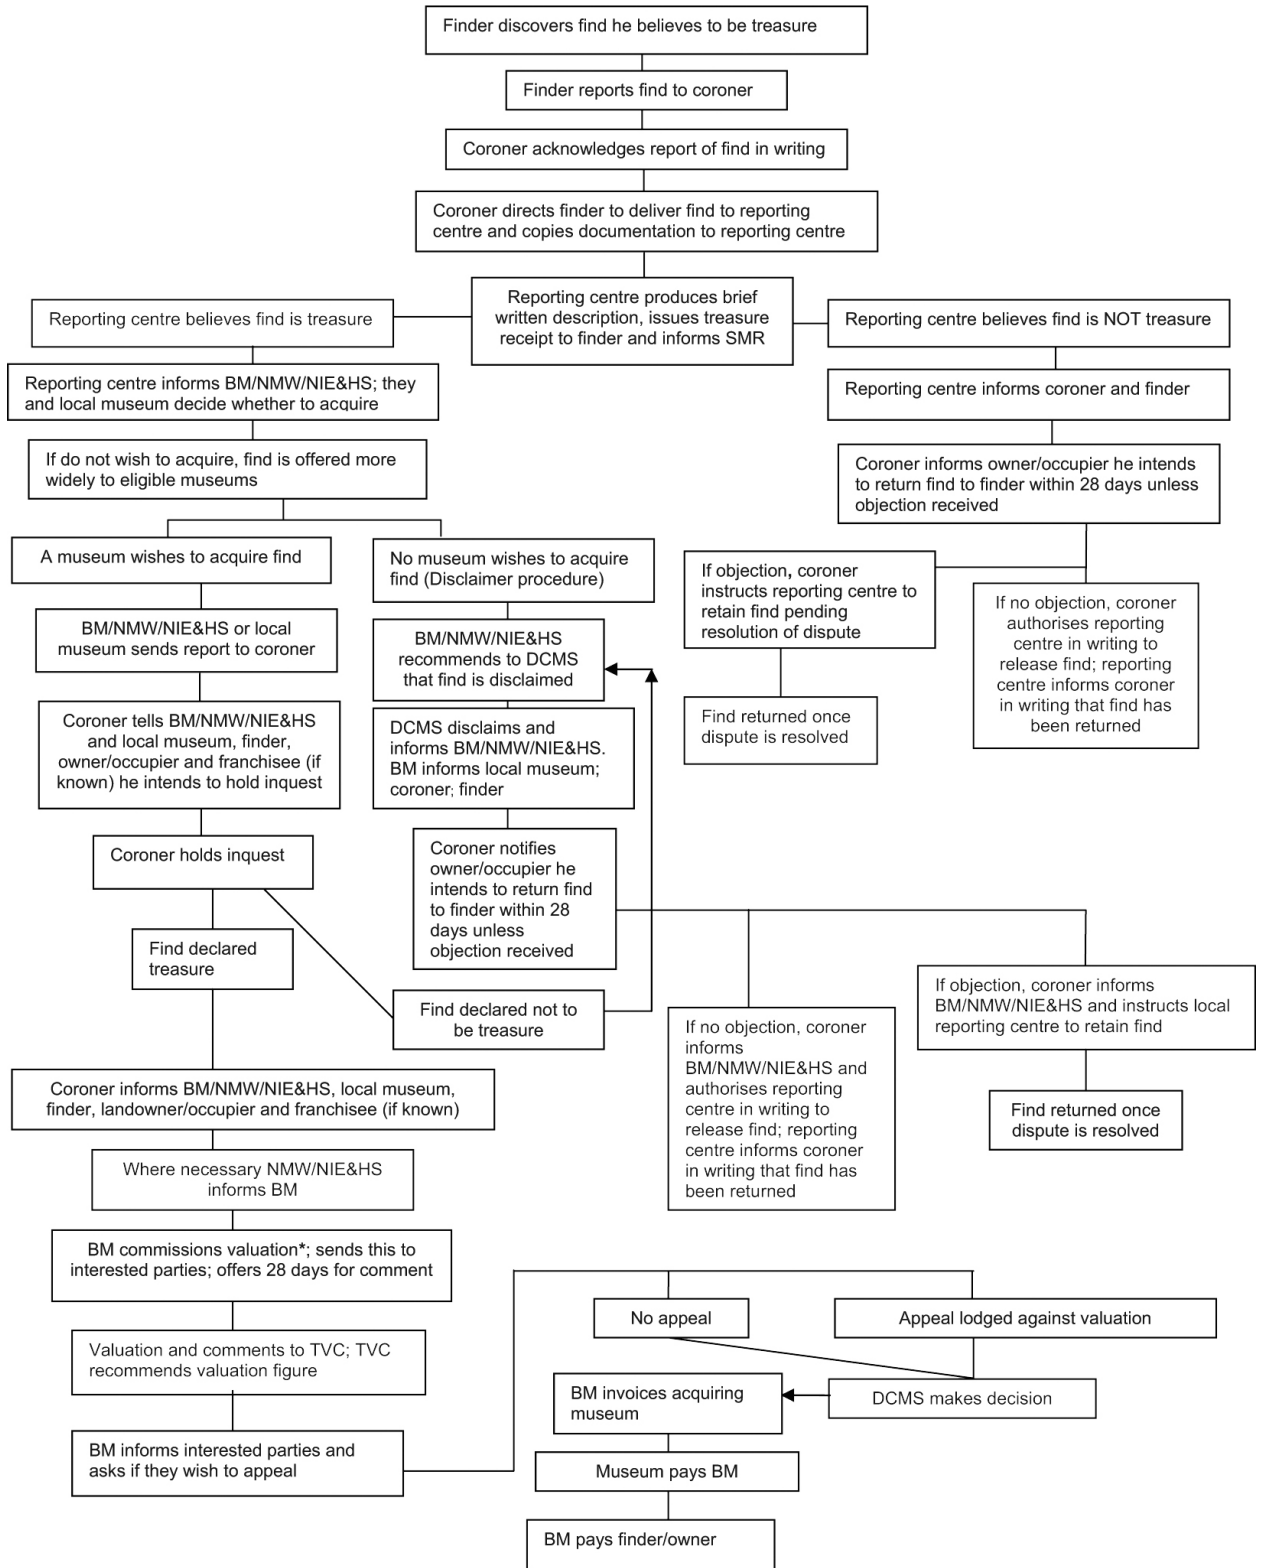 Finder discovers find he believes to be treasure
Finder reports find to coroner
Coroner acknowledges report of find in writing
Coroner directs finder to deliver find to reporting
centre and copies documentation to reporting centre
Reporting centre produces brief
written description, issues treasure
receipt to finder and informs SMR
Reporting centre believes find is treasure
Reporting centre believes find is NOT treasure
Reporting centre informs BM/NMW/NIE&HS; they
and local museum decide whether to acquire
Reporting centre informs coroner and finder
If do not wish to acquire, find is offered more
widely to eligible museums
Coroner informs owner/occupier he intends
to return find to finder within 28 days unless
objection received
A museum wishes to acquire find
No museum wishes to acquire
find (Disclaimer procedure)
If objection, coroner
instructs reporting centre to
retain find pending
resolution of dispute
If no objection, coroner
authorises reporting
centre in writing to
release find; reporting
centre informs coroner
in writing that find has
been returned
BM/NMW/NIE&HS or local
museum sends report to coroner
BM/NMW/NIE&HS
recommends to DCMS
that find is disclaimed
Find returned once
dispute is resolved
Coroner tells BM/NMW/NIE&HS
and local museum, finder,
owner/occupier and franchisee (if
known) he intends to hold inquest
DCMS disclaims and
informs BM/NMW/NIE&HS.
BM informs local museum;
coroner; finder
Coroner holds inquest
Coroner notifies
owner/occupier he
intends to return find
to finder within 28
days unless
objection received
Find declared
treasure
Find declared not to
be treasure
If no objection, coroner
informs
BM/NMW/NIE&HS and
authorises reporting
centre in writing to
release find; reporting
centre informs coroner
in writing that find has
been returned
If objection, coroner informs
BM/NMW/NIE&HS and instructs local
reporting centre to retain find
Find returned once
dispute is resolved
Coroner informs BM/NMW/NIE&HS, local museum,
finder, landowner/occupier and franchisee (if known)
Where necessary NMW/NIE&HS
informs BM
BM commissions valuation*; sends this to
interested parties; offers 28 days for comment
Valuation and comments to TVC; TVC
recommends valuation figure
BM informs interested parties and
asks if they wish to appeal
No appeal
Appeal lodged against valuation
DCMS makes decision
BM invoices acquiring
museum
Museum pays BM
BM pays finder/owner